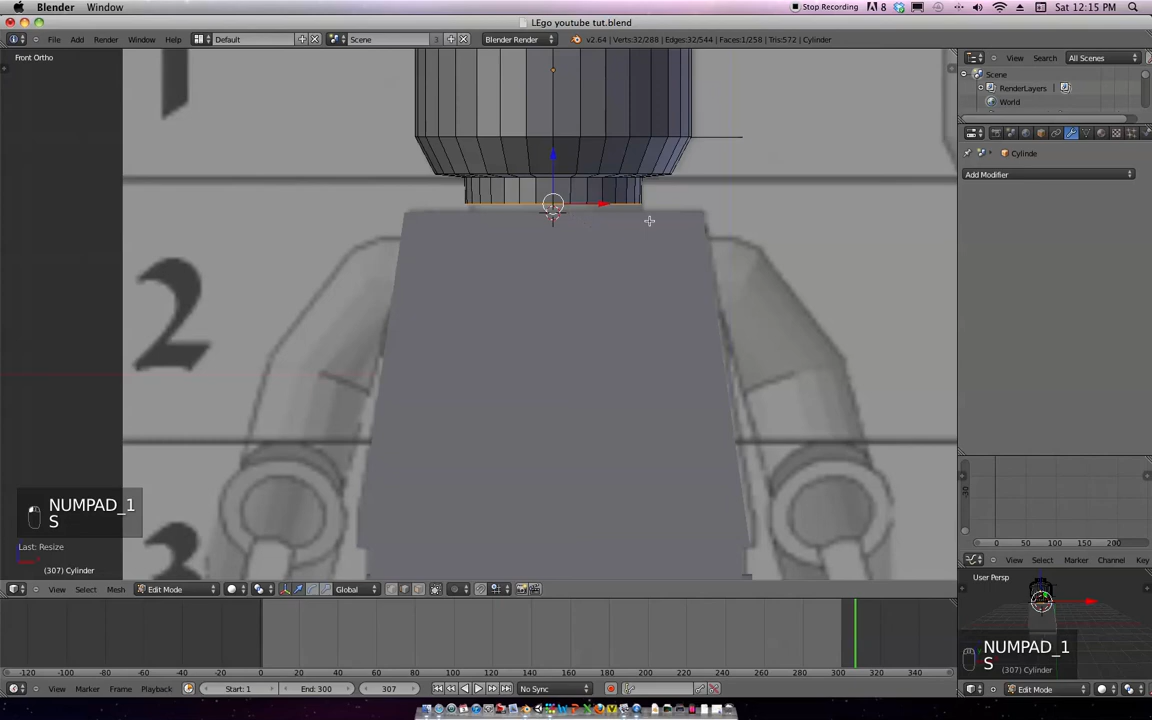 Blender Window Stop Recording 8 Sat 12:15 PM
LEgo youtube tut.blend
File Add Render Window Help Default Scene 3 Blender Render v2.64 | Verts:32/288 | Edges:32/544 | Faces:1/258 | Tris:572 | Cylinder
Front Ortho
View Search All Scenes
Scene
RenderLayers
World
Cylinde
Add Modifier
1
2
3
NUMPAD_1
S
Last: Resize
(307) Cylinder
-30
0 50 100 150 200
View Select Marker Channel Key
User Persp
NUMPAD_1
S
(307) Cylinder
View Select Mesh Edit Mode Global
-120 -100 -80 -60 -40 -20 0 20 40 60 80 100 120 140 160 180 200 220 240 260 280 300 320 340
View Marker Frame Playback Start: 1 End: 300 307 No Sync
Edit Mode